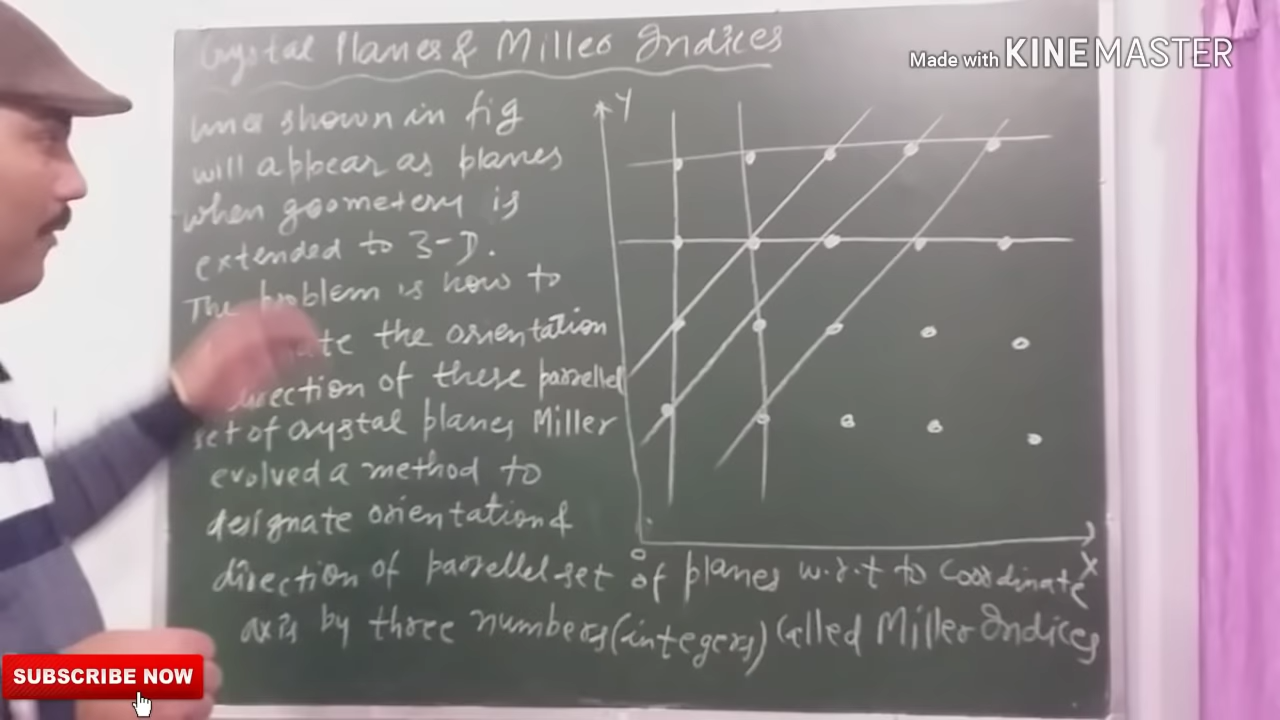 Crystal Planes & Miller Indices
Made with KINEMASTER
lines shown in fig
will appear as planes
when geometery is
extended to 3-D.
The problem is how to
the orientation
direction of these parrellel
set of crystal planes Miller
evolved a method to
designate orientation &
direction of parrellel set of planes w.r.t to coordinate
axis by three numbers (integers) called Miller Indices
Y
O
X
SUBSCRIBE NOW